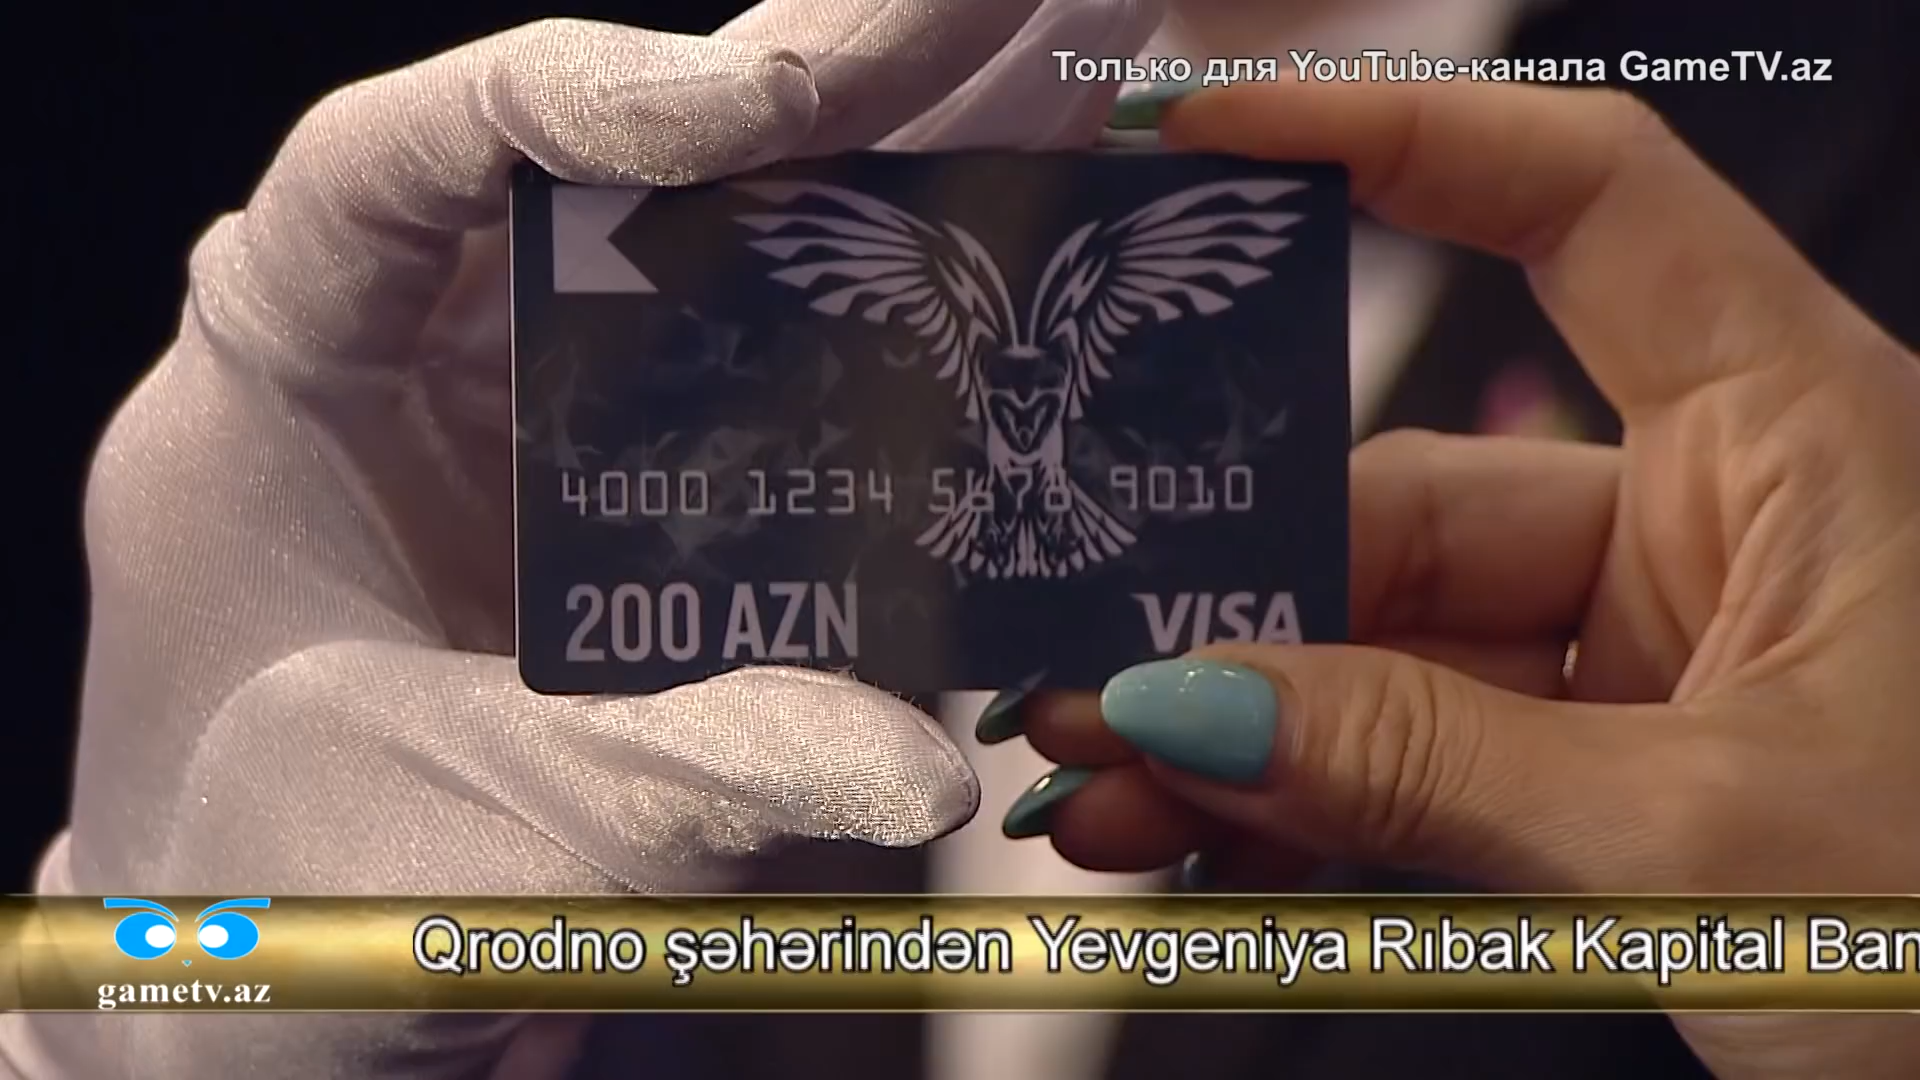 Только для YouTube-канала GameTV.az
4000 1234 5678 9010
200 AZN
VISA
Qrodno şəhərindən Yevgeniya Rıbak Kapital Ban
gametv.az